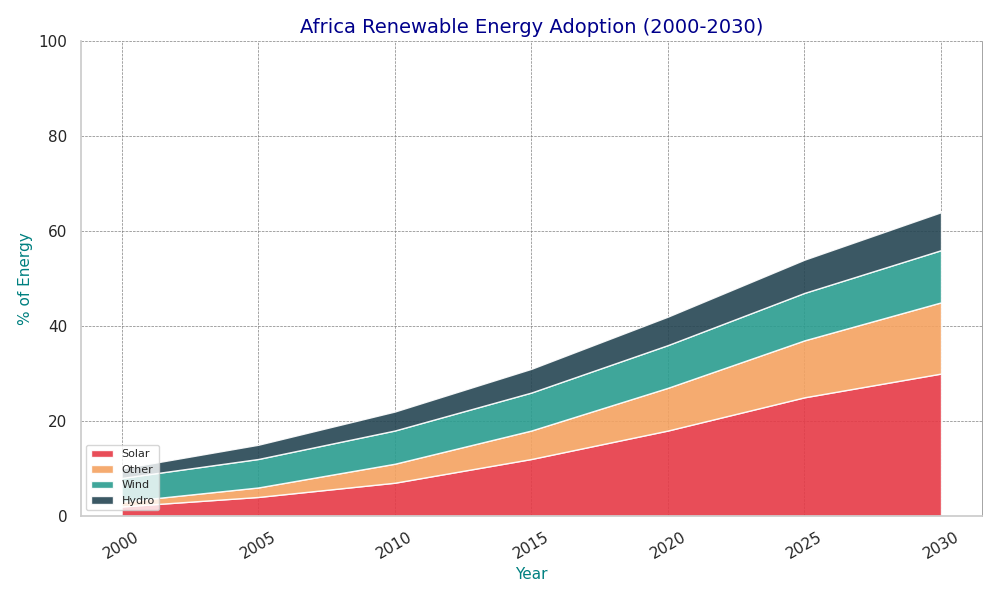 Africa Renewable Energy Adoption (2000-2030)
100
80
60
40
20
0
% of Energy
Solar
Other
Wind
Hydro
2000 2005 2010 2015 2020 2025 2030
Year